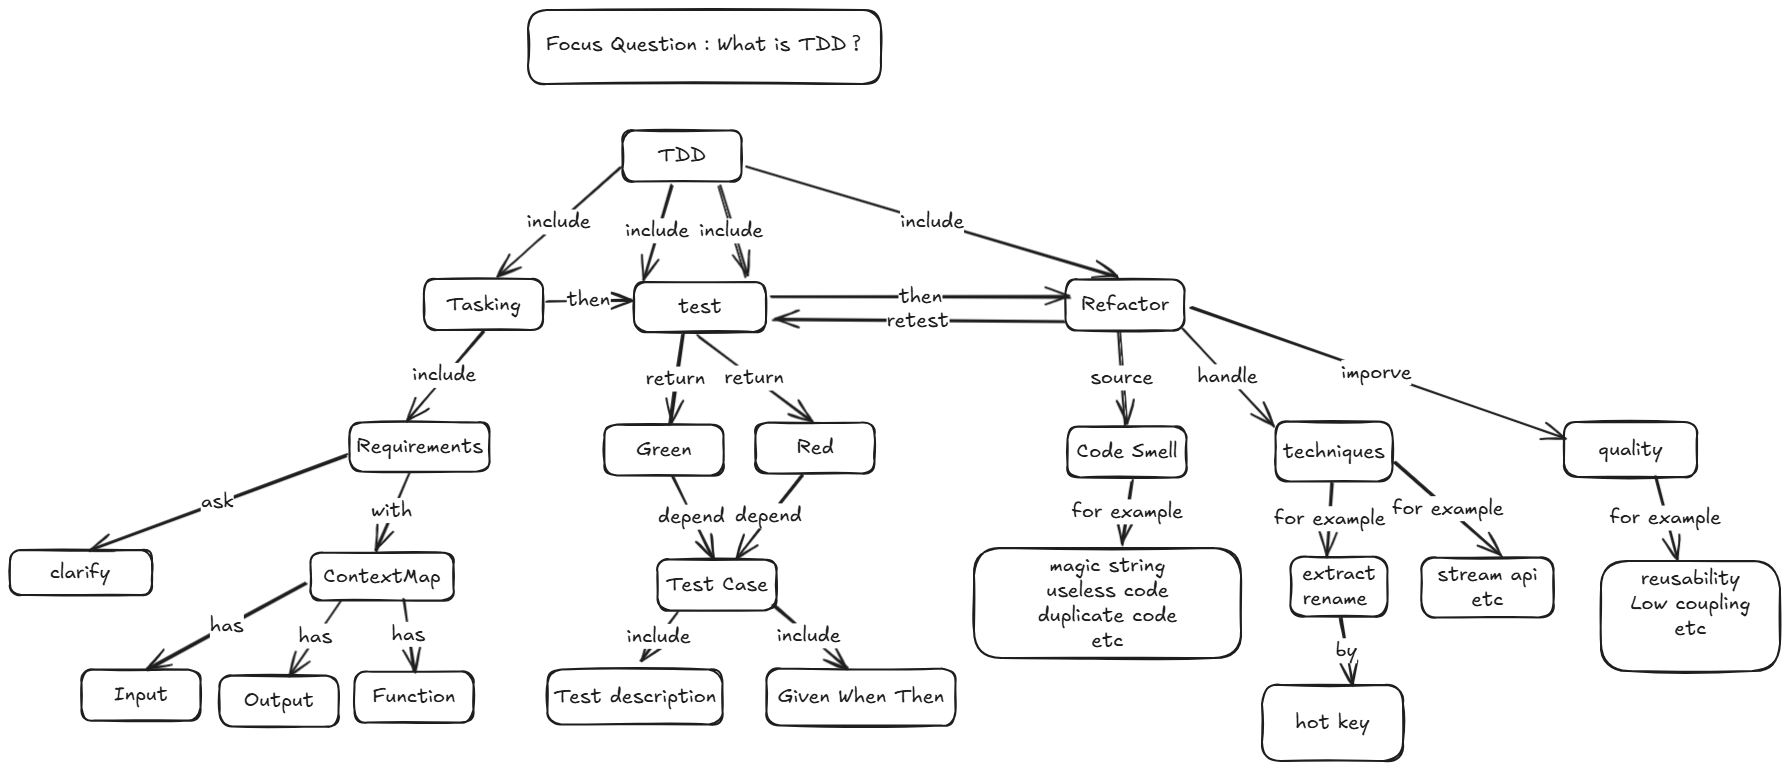 Focus Question : What is TDD ?
TDD
include
include
include
include
Tasking
then
test
then
retest
Refactor
include
return
return
source
handle
imporve
Requirements
Green
Red
Code Smell
techniques
quality
ask
with
depend
depend
for example
for example
for example
for example
clarify
ContextMap
Test Case
magic string
useless code
duplicate code
etc
extract
rename
stream api
etc
reusability
Low coupling
etc
has
has
has
include
include
by
Input
Output
Function
Test description
Given When Then
hot key